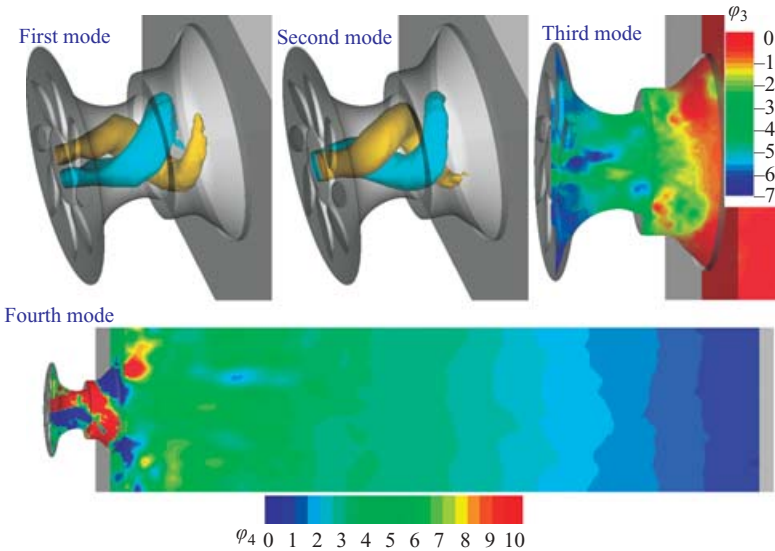 First mode
Second mode
Third mode
φ3
0
–1
–2
–3
–4
–5
–6
–7
Fourth mode
φ4 0 1 2 3 4 5 6 7 8 9 10